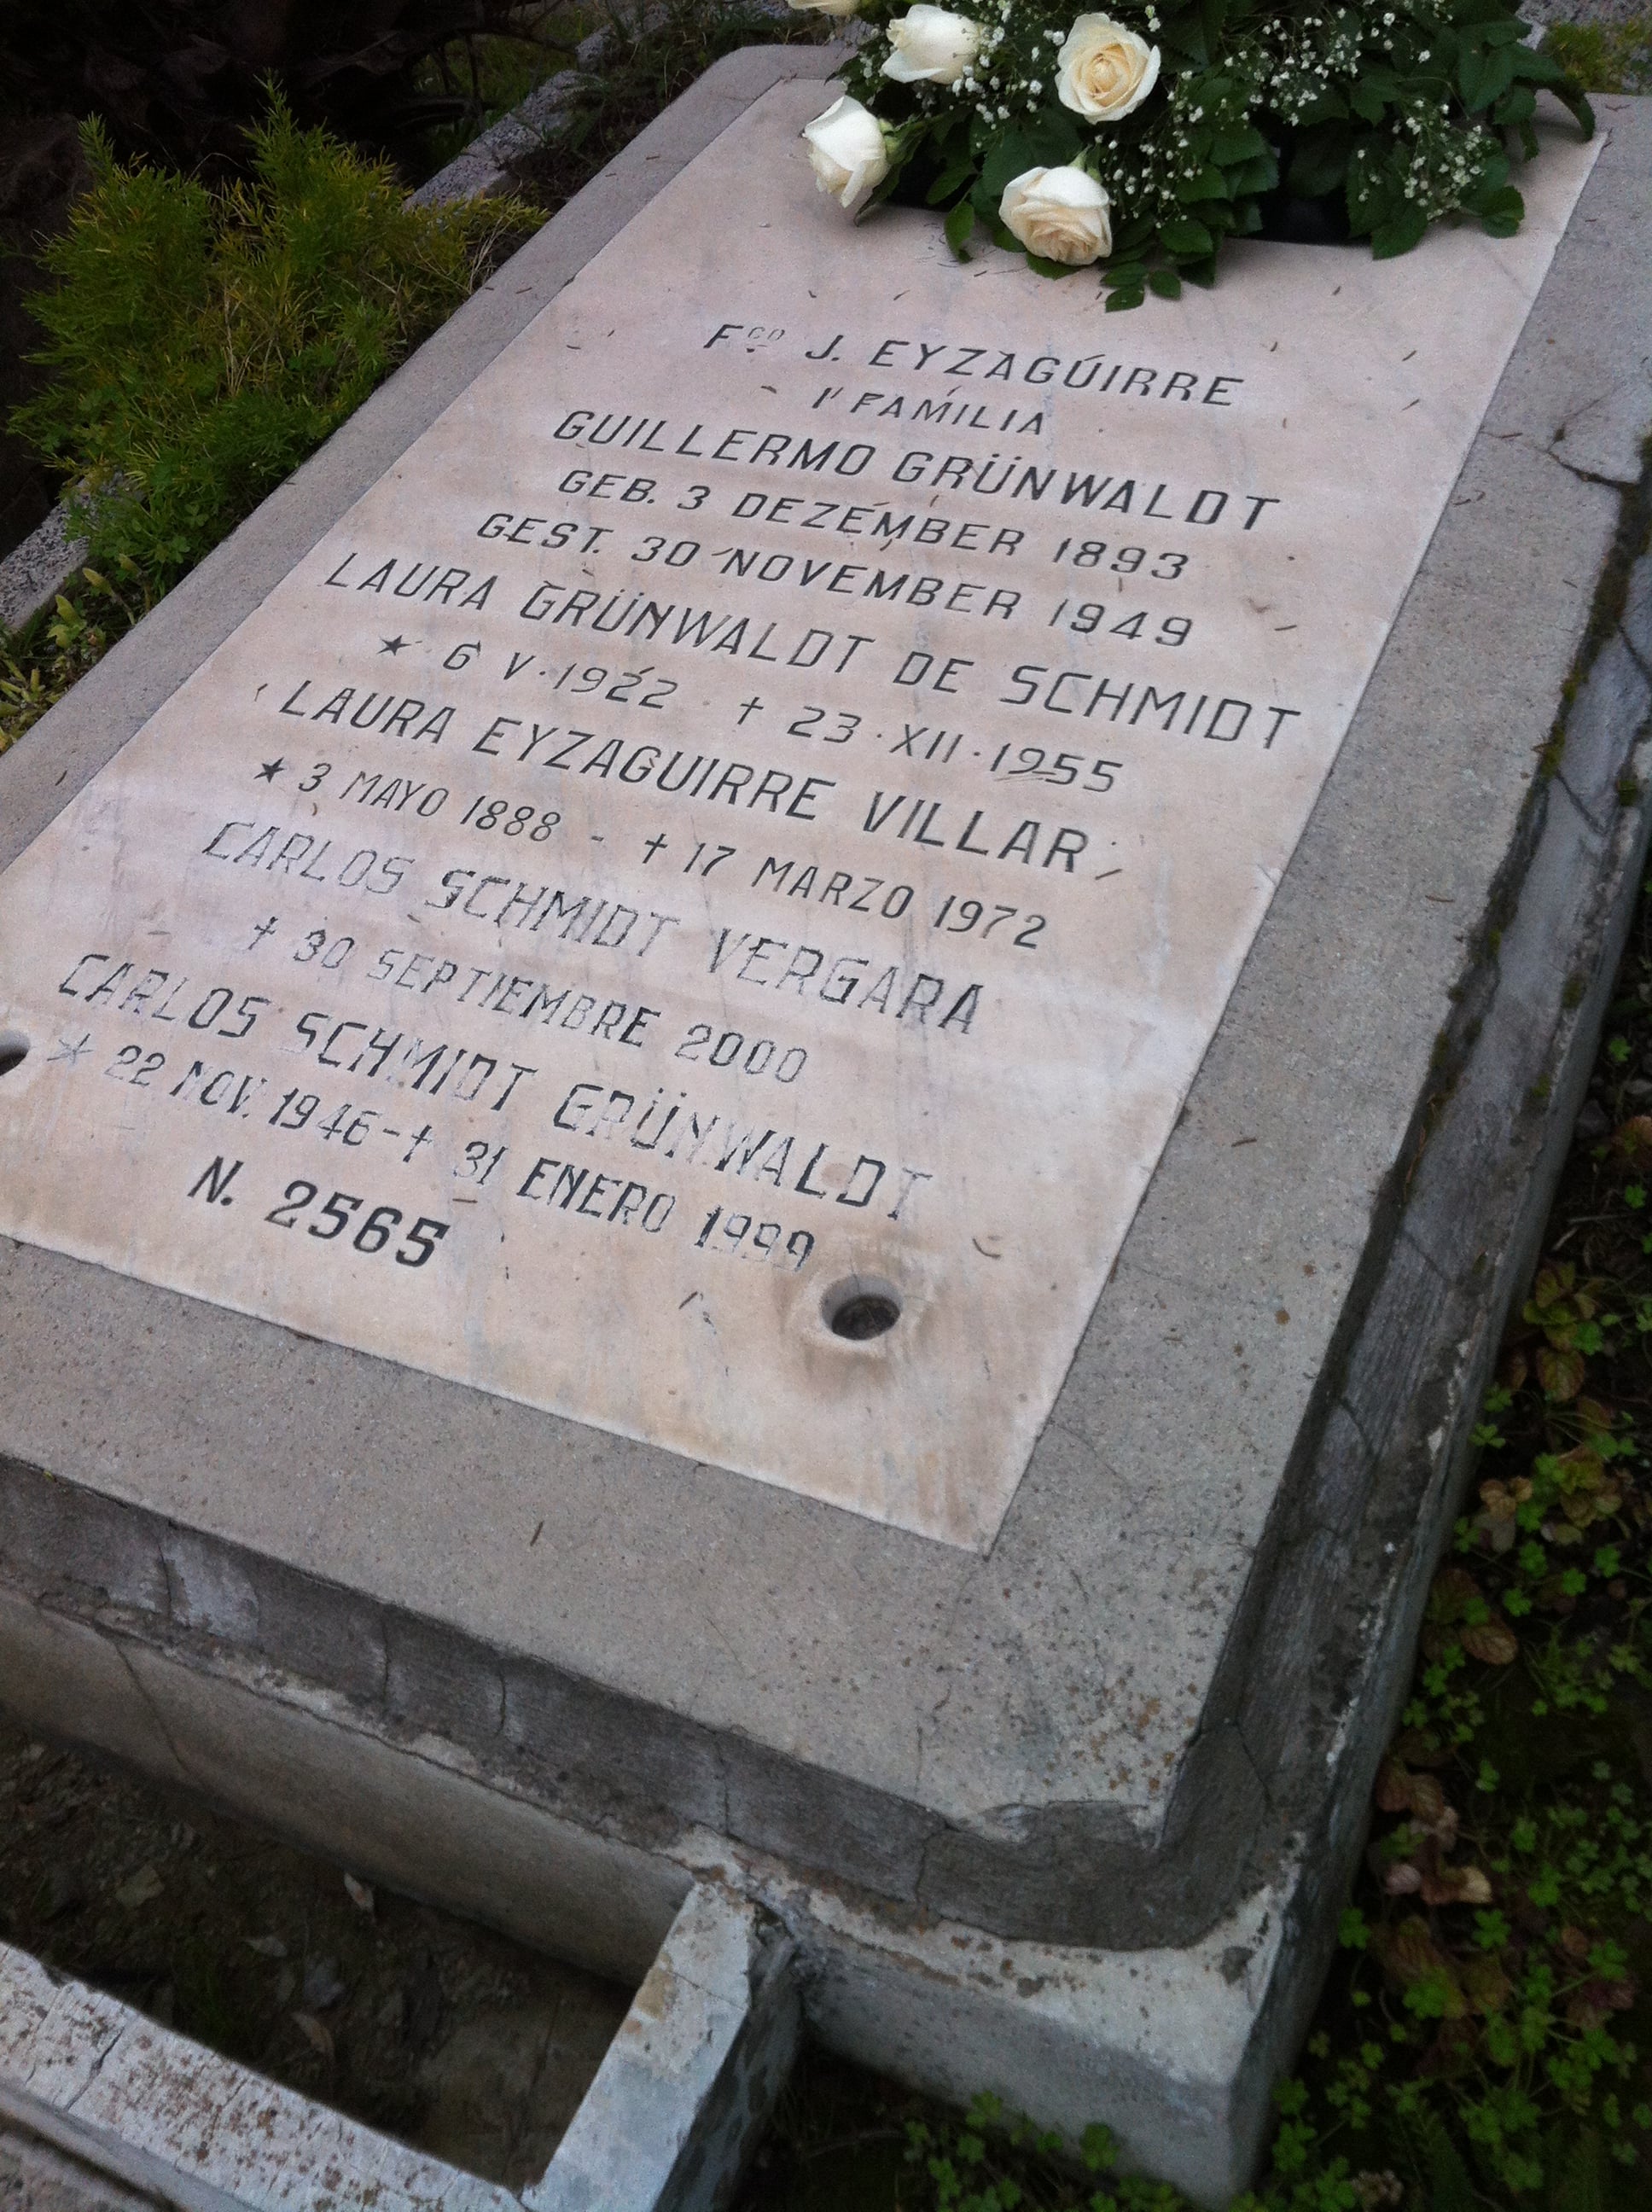 Fco J. EYZAGUIRRE
Y FAMILIA
GUILLERMO GRÜNWALDT
GEB. 3 DEZEMBER 1893
GEST. 30 NOVEMBER 1949
LAURA GRÜNWALDT DE SCHMIDT
★ 6 V · 1922 † 23 · XII · 1955
LAURA EYZAGUIRRE VILLAR
★ 3 MAYO 1888 - † 17 MARZO 1972
CARLOS SCHMIDT VERGARA
† 30 SEPTIEMBRE 2000
CARLOS SCHMIDT GRÜNWALDT
★ 22 NOV. 1946 - † 31 ENERO 1999
N. 2565